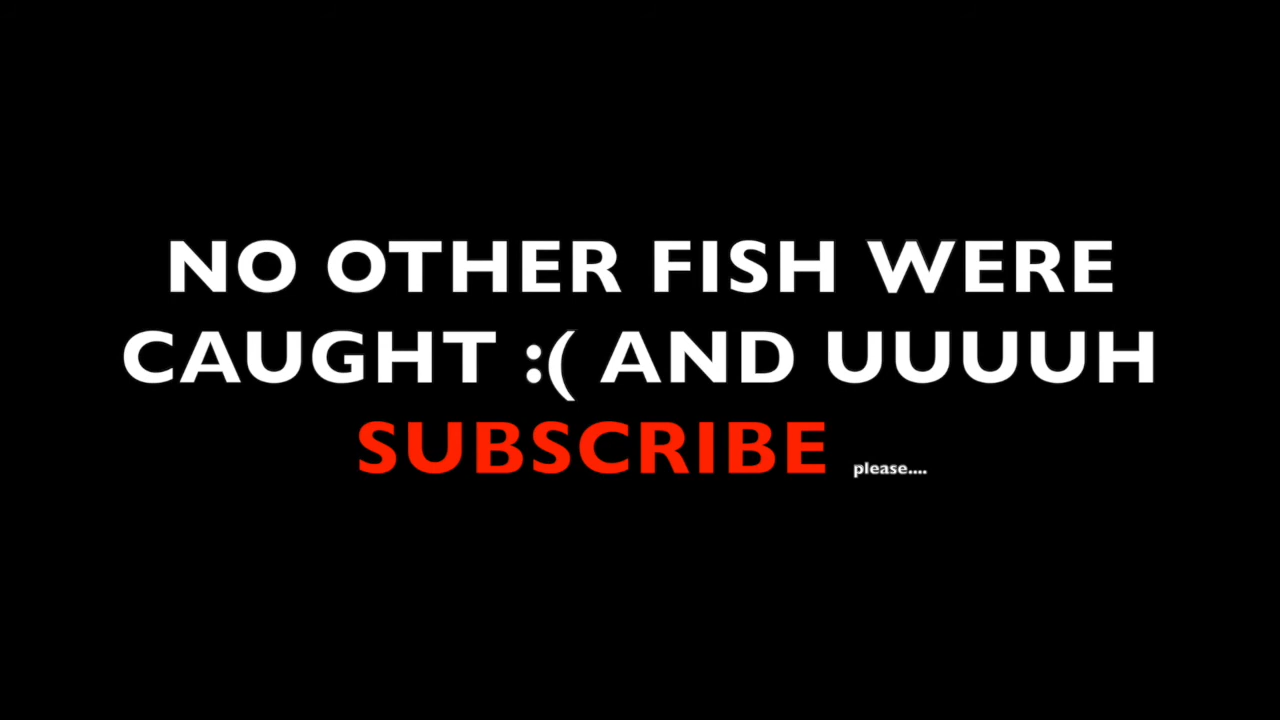 NO OTHER FISH WERE
CAUGHT :( AND UUUUH
SUBSCRIBE please....